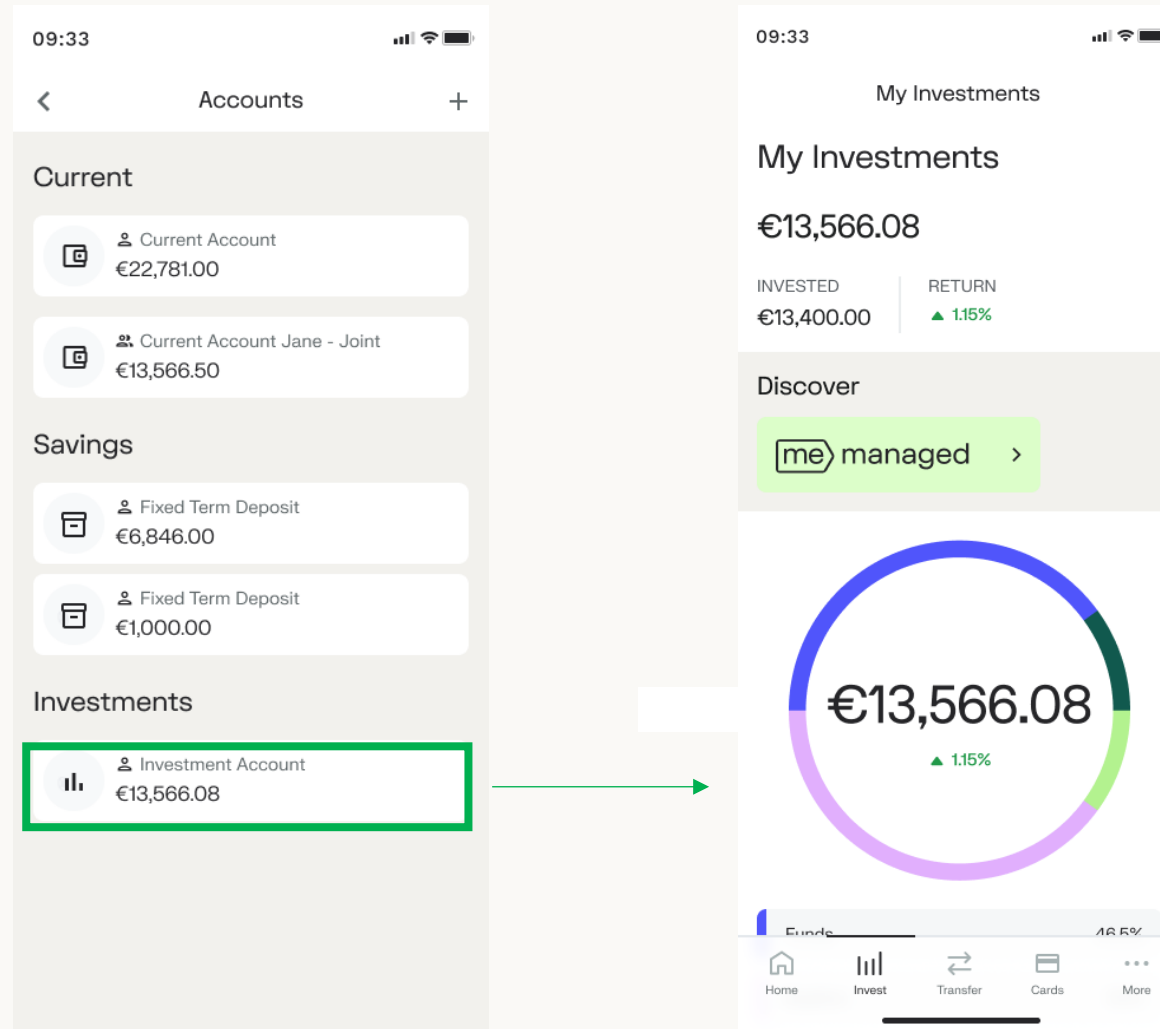 09:33
Accounts
Current
Current Account
€22,781.00
Current Account Jane - Joint
€13,566.50
Savings
Fixed Term Deposit
€6,846.00
Fixed Term Deposit
€1,000.00
Investments
Investment Account
€13,566.08
09:33
My Investments
My Investments
€13,566.08
INVESTED
RETURN
€13,400.00
1.15%
Discover
me managed
€13,566.08
1.15%
Funds 46.5%
Home Invest Transfer Cards More